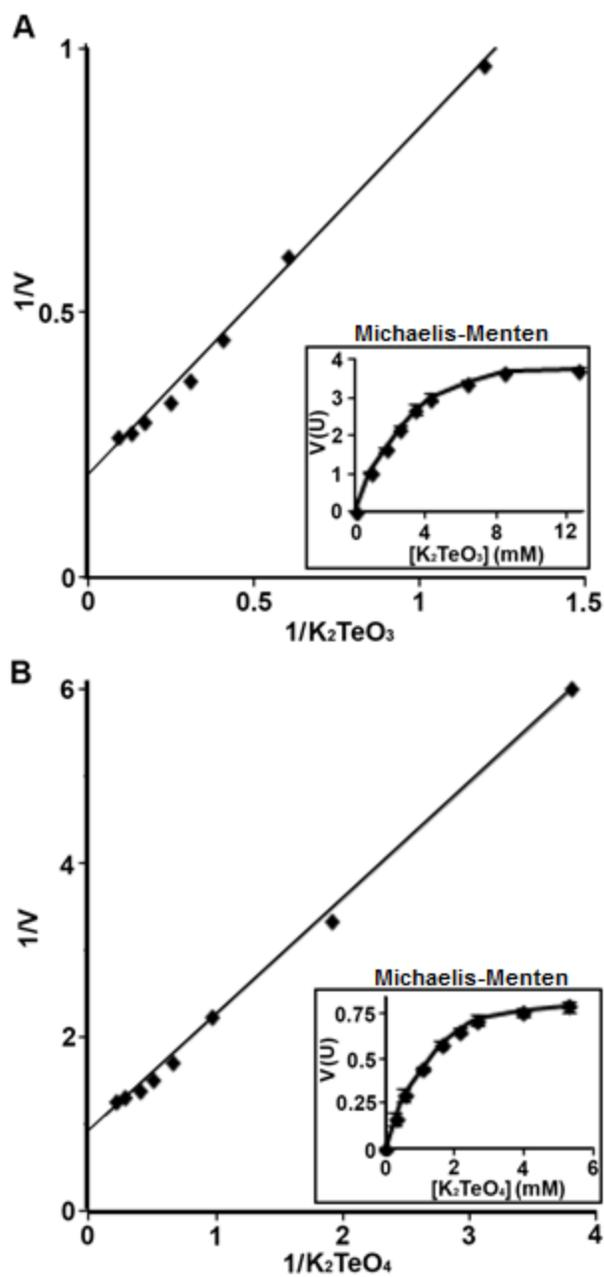 A
1
1/V
0.5
0
0
0.5
1
1.5
1/K₂TeO₃
Michaelis-Menten
4
3
2
1
0
V(U)
0
4
8
12
[K₂TeO₃] (mM)
B
6
4
2
0
1/V
0
1
2
3
4
1/K₂TeO₄
Michaelis-Menten
0.75
0.5
0.25
0
V(U)
0
2
4
6
[K₂TeO₄] (mM)